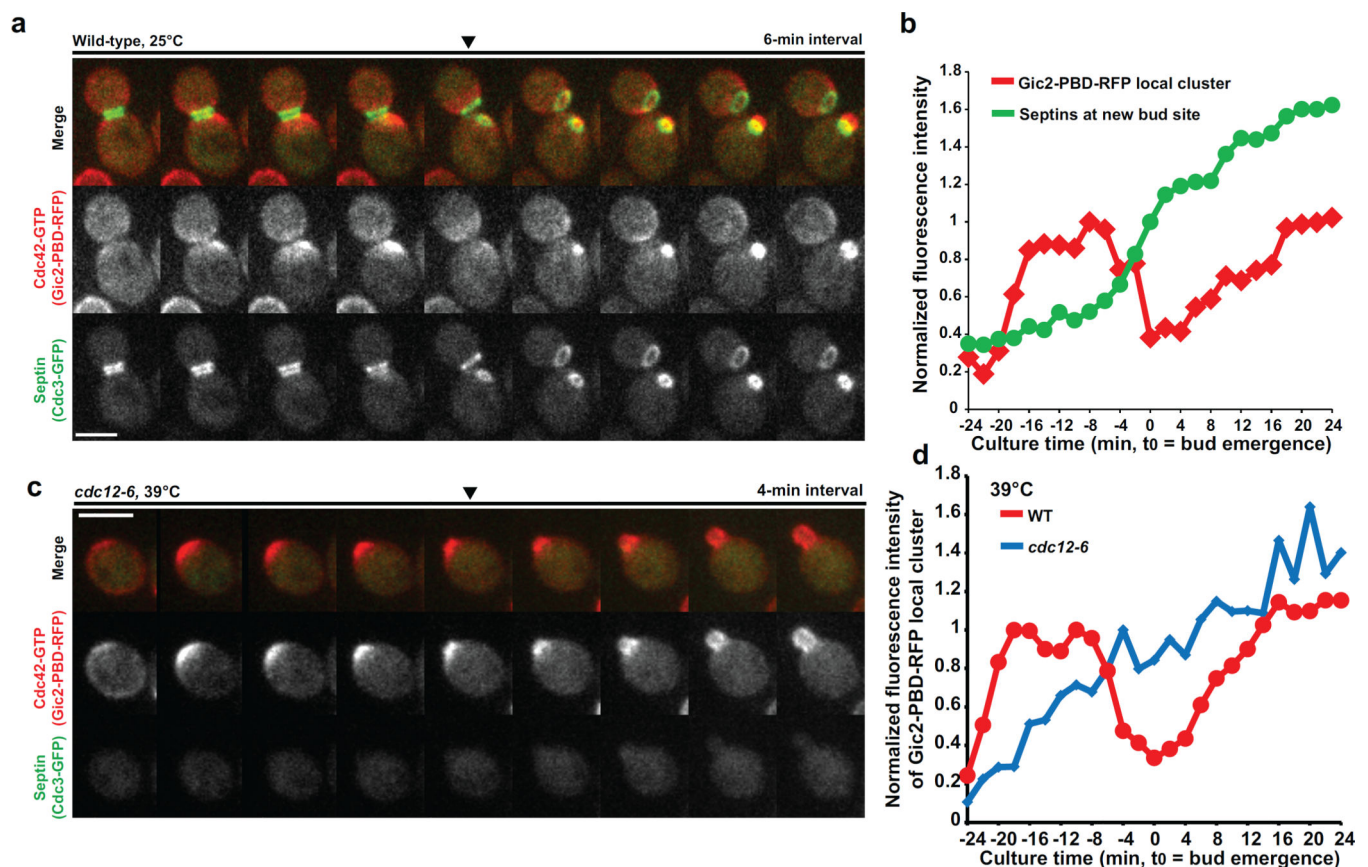 a
Wild-type, 25°C
6-min interval
Merge
Cdc42-GTP
(Gic2-PBD-RFP)
Septin
(Cdc3-GFP)
b
Normalized fluorescence intensity
1.8
1.6
1.4
1.2
1
0.8
0.6
0.4
0.2
0
Gic2-PBD-RFP local cluster
Septins at new bud site
-24 -20 -16 -12 -8 -4 0 4 8 12 16 20 24
Culture time (min, t0 = bud emergence)
c
cdc12-6, 39°C
4-min interval
Merge
Cdc42-GTP
(Gic2-PBD-RFP)
Septin
(Cdc3-GFP)
d
Normalized fluorescence intensity
of Gic2-PBD-RFP local cluster
1.8
1.6
1.4
1.2
1
0.8
0.6
0.4
0.2
0
39°C
WT
cdc12-6
-24 -20 -16 -12 -8 -4 0 4 8 12 16 20 24
Culture time (min, t0 = bud emergence)